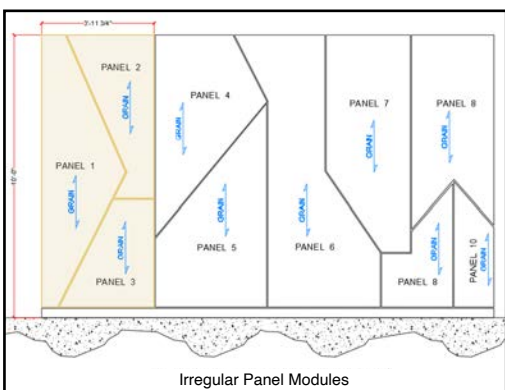 3'-11 3/4"
10'-0"
PANEL 1
GRAIN
PANEL 2
GRAIN
PANEL 3
GRAIN
PANEL 4
GRAIN
PANEL 5
GRAIN
PANEL 6
GRAIN
PANEL 7
GRAIN
PANEL 8
GRAIN
PANEL 8
GRAIN
PANEL 10
GRAIN
Irregular Panel Modules